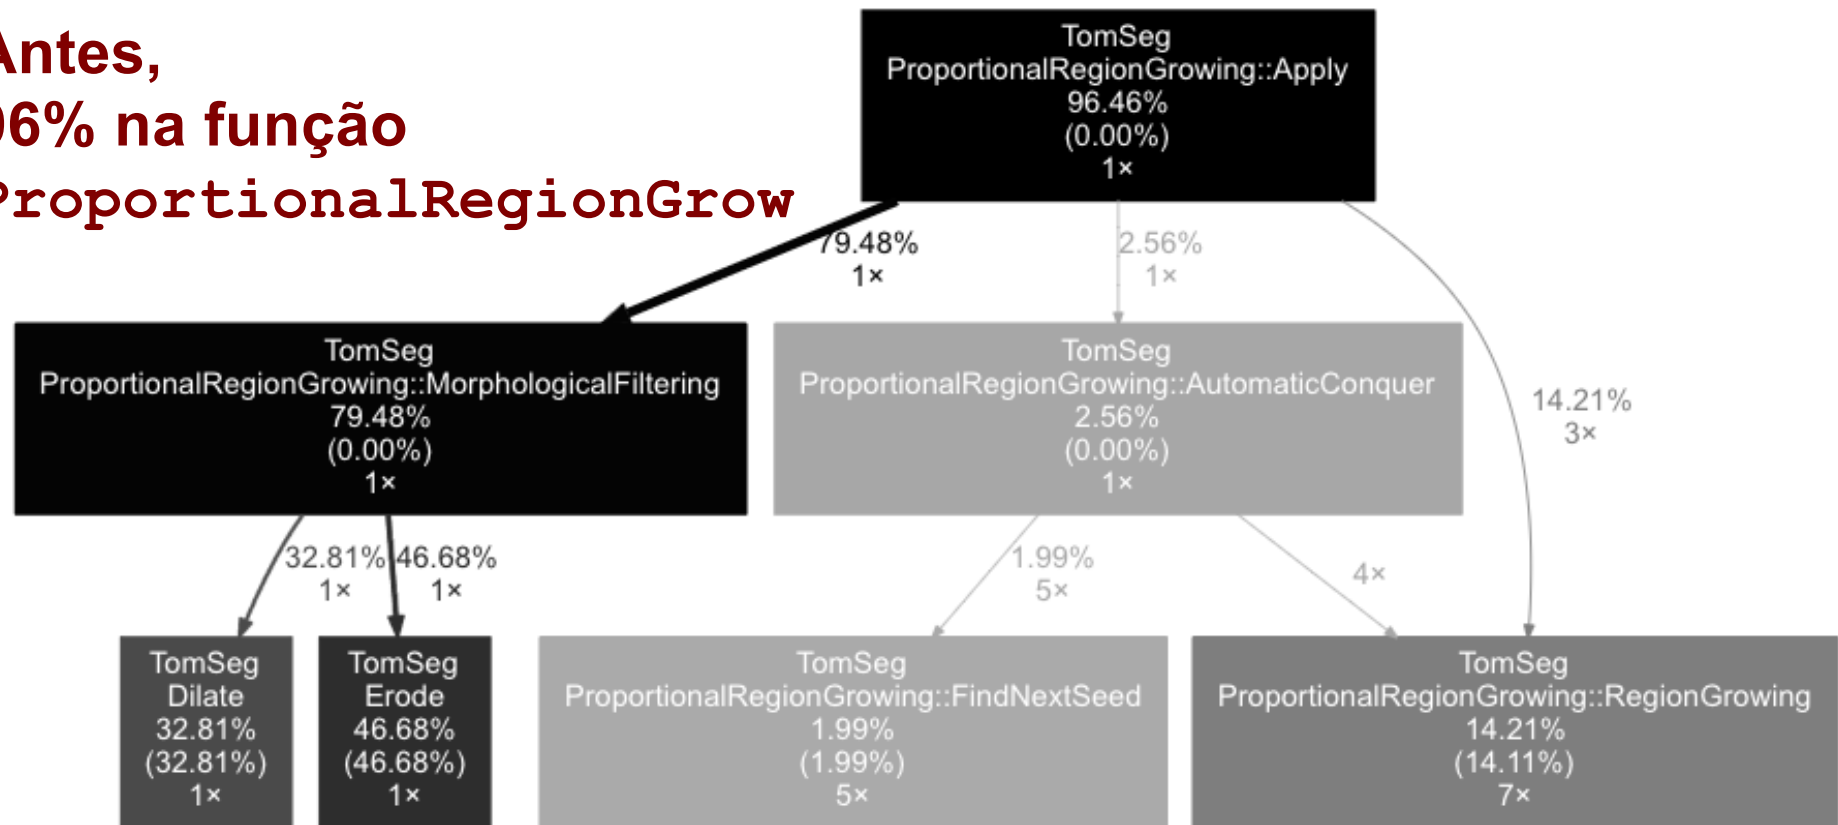 Antes,
96% na função
ProportionalRegionGrow
TomSeg
ProportionalRegionGrowing::Apply
96.46%
(0.00%)
1×
79.48%
1×
2.56%
1×
14.21%
3×
TomSeg
ProportionalRegionGrowing::MorphologicalFiltering
79.48%
(0.00%)
1×
TomSeg
ProportionalRegionGrowing::AutomaticConquer
2.56%
(0.00%)
1×
32.81%
1×
46.68%
1×
1.99%
5×
4×
TomSeg
Dilate
32.81%
(32.81%)
1×
TomSeg
Erode
46.68%
(46.68%)
1×
TomSeg
ProportionalRegionGrowing::FindNextSeed
1.99%
(1.99%)
5×
TomSeg
ProportionalRegionGrowing::RegionGrowing
14.21%
(14.11%)
7×